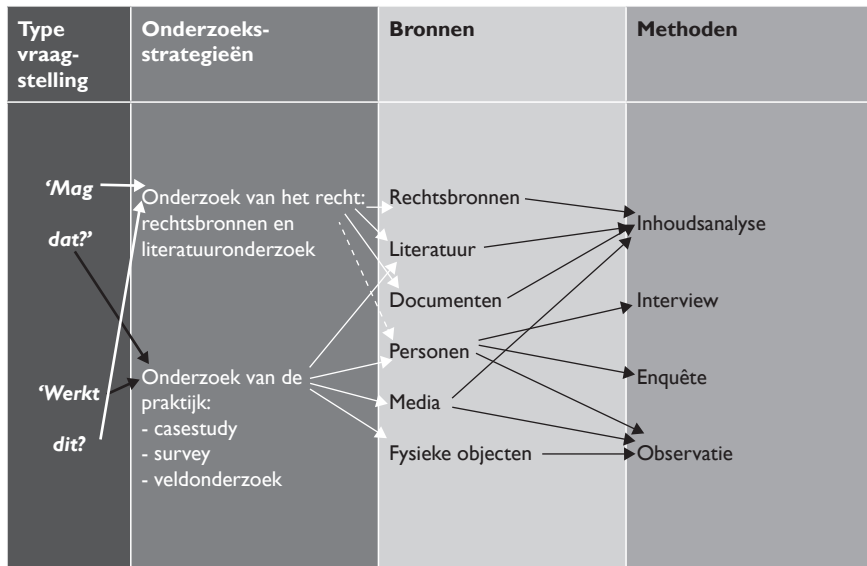 Type
vraag-
stelling
Onderzoeks-
strategieën
Bronnen
Methoden
‘Mag
dat?’
‘Werkt
dit?
Onderzoek van het recht:
rechtsbronnen en
literatuuronderzoek
Onderzoek van de
praktijk:
- casestudy
- survey
- veldonderzoek
Rechtsbronnen
Literatuur
Documenten
Personen
Media
Fysieke objecten
Inhoudsanalyse
Interview
Enquête
Observatie